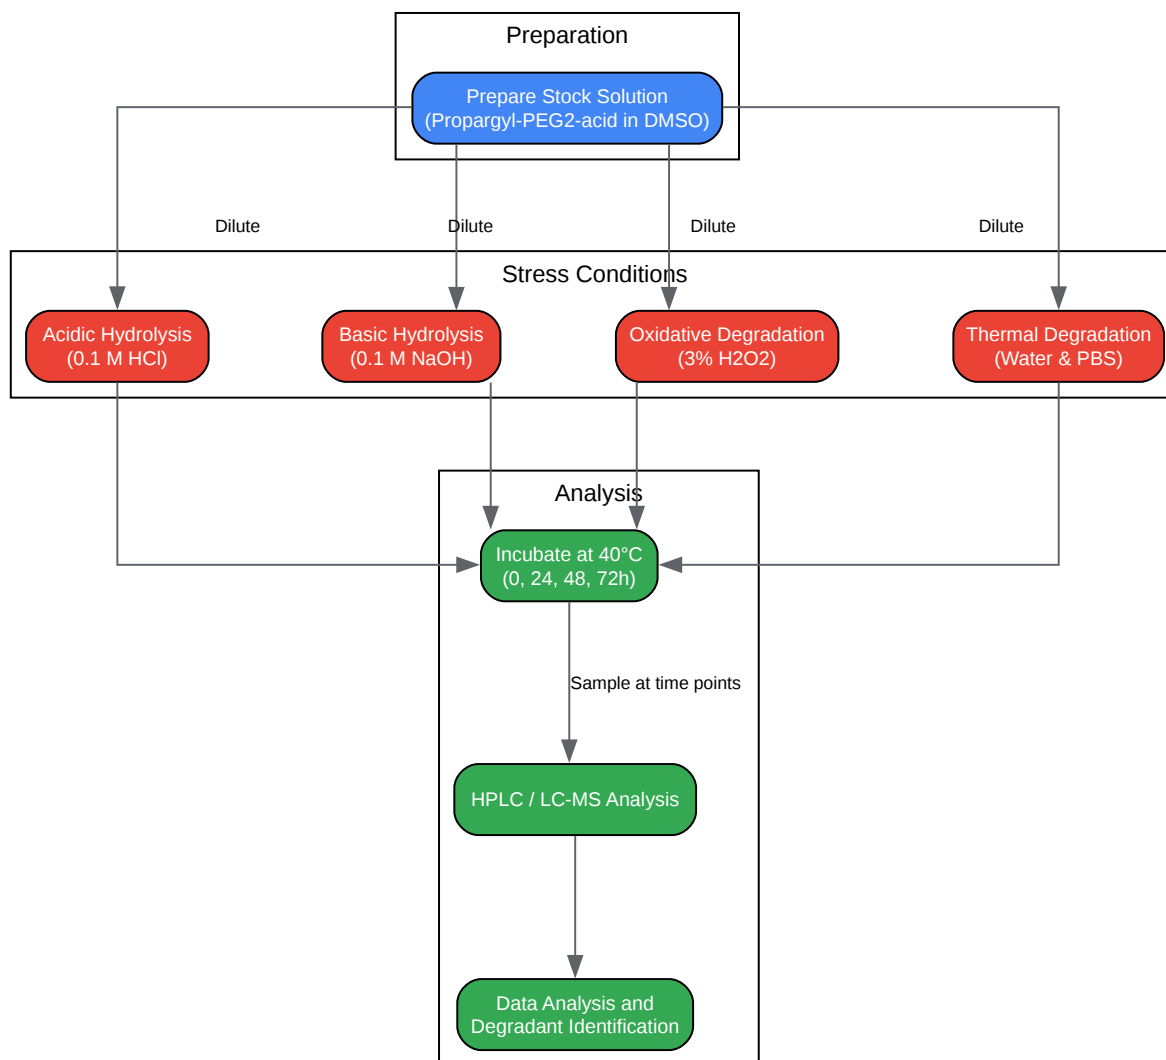 Preparation
Prepare Stock Solution
(Propargyl-PEG2-acid in DMSO)
Dilute
Dilute
Dilute
Dilute
Stress Conditions
Acidic Hydrolysis
(0.1 M HCl)
Basic Hydrolysis
(0.1 M NaOH)
Oxidative Degradation
(3% H2O2)
Thermal Degradation
(Water & PBS)
Analysis
Incubate at 40°C
(0, 24, 48, 72h)
Sample at time points
HPLC / LC-MS Analysis
Data Analysis and
Degradant Identification